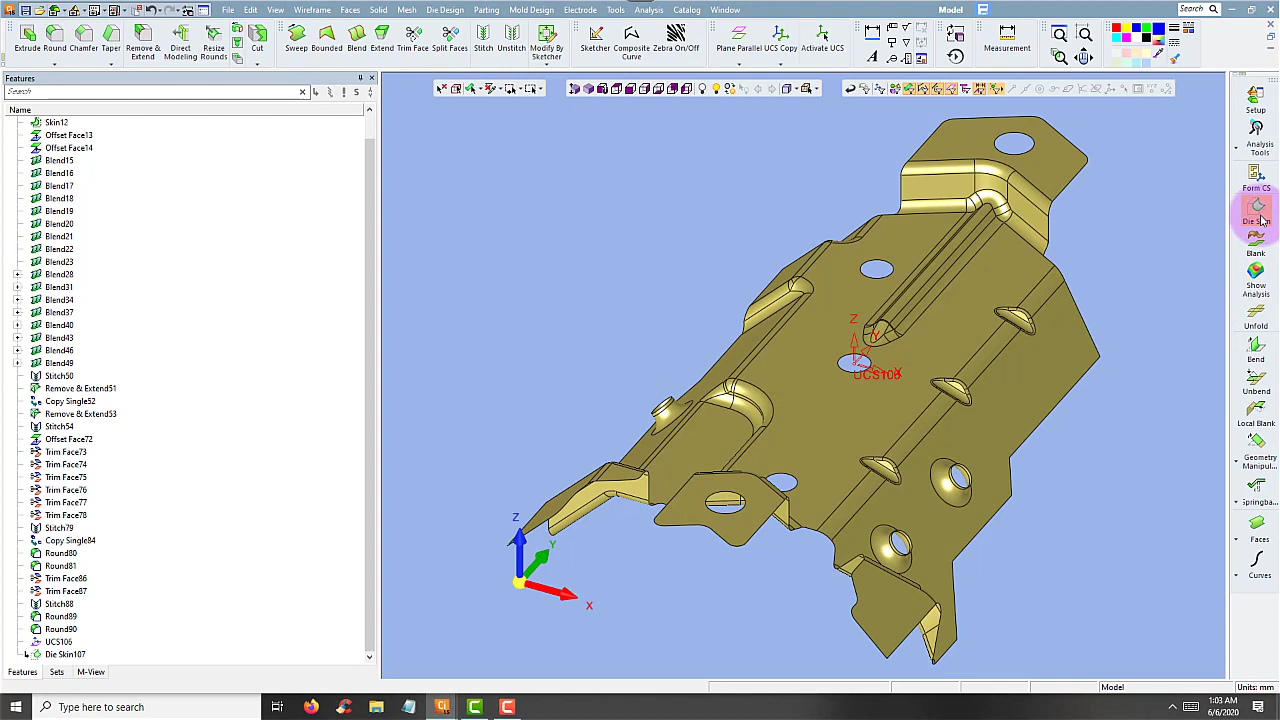 File Edit View Select Mesh Die Design Wireframe Faces Solid Mesh Die Design Parting Mold Design Electrode Tools Analysis Catalog Window Model Search
Extrude Round Chamfer Taper Remove & Extend Direct Modeling Resize Rounds Cut Sweep Bounded Blend Extend Stitch Unstitch Modify By Sketcher Sketcher Composite Curve Zebra On/Off Plane UCS Copy Activate UCS Measurement
Features
Search
Name
Skin12
Offset Face13
Offset Face14
Blend15
Blend16
Blend17
Blend18
Blend19
Blend20
Blend21
Blend22
Blend23
Blend28
Blend31
Blend34
Blend37
Blend40
Blend43
Blend46
Blend49
Stitch50
Remove & Extend51
Copy Single52
Remove & Extend53
Stitch54
Offset Face72
Trim Face73
Trim Face74
Trim Face75
Trim Face76
Trim Face77
Trim Face78
Stitch79
Copy Single84
Round80
Round81
Trim Face86
Trim Face87
Stitch88
Round89
Round90
UCS106
Die Skin107
Features Sets M-View
Z
Y
X
UCS106
Z
Y
X
Setup
Analysis Tools
Form CS
Blank
Show Analysis
Unfold
Bend
Unbend
Local Blank
Geometry Manipul...
Springba...
Faces
Curves
Model Units: mm
Type here to search
1:03 AM
6/6/2020